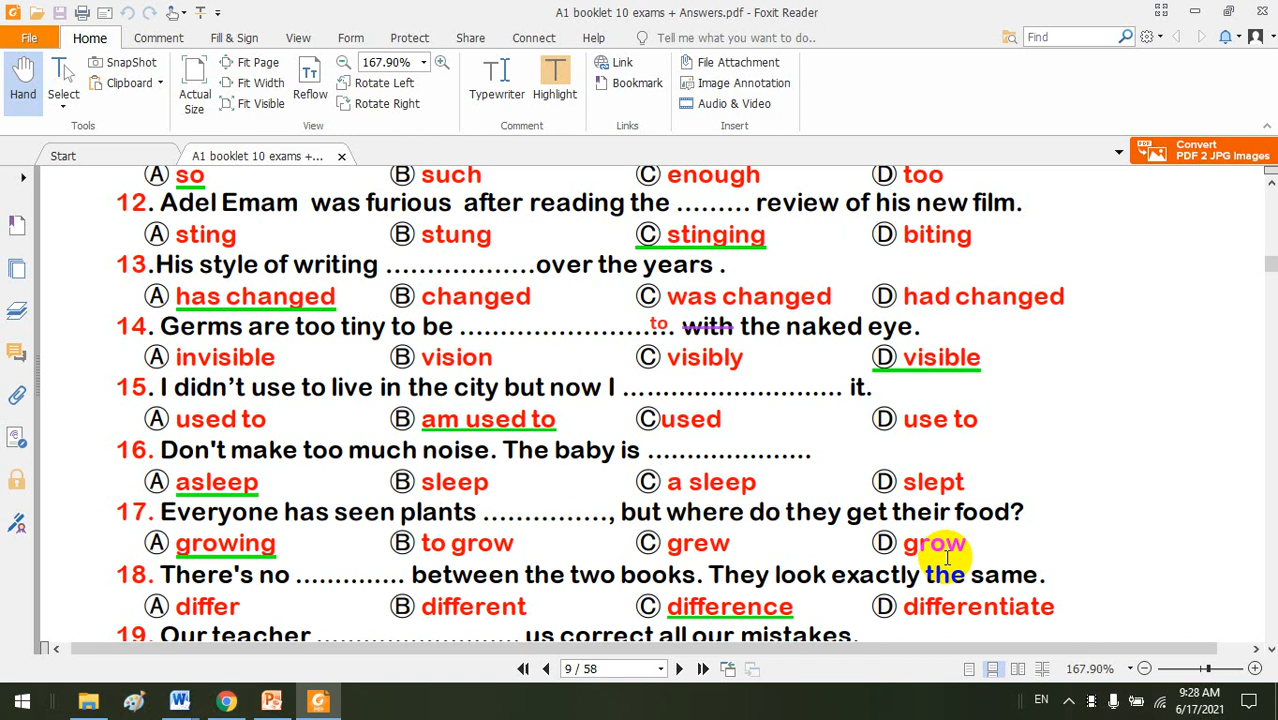 A1 booklet 10 exams + Answers.pdf - Foxit Reader
File Home Comment Fill & Sign View Form Protect Share Connect Help Tell me what you want to do.. Find
Hand Select SnapShot Clipboard Actual Size Fit Page Fit Width Fit Visible Reflow 167.90% Rotate Left Rotate Right Typewriter Highlight Link Bookmark File Attachment Image Annotation Audio & Video
Tools View Comment Links Insert
Start A1 booklet 10 exams +... Convert PDF 2 JPG Images
A so B such C enough D too
12. Adel Emam was furious after reading the ......... review of his new film.
A sting B stung C stinging D biting
13.His style of writing ..................over the years .
A has changed B changed C was changed D had changed
14. Germs are too tiny to be .......................... to with the naked eye.
A invisible B vision C visibly D visible
15. I didn’t use to live in the city but now I .......................... it.
A used to B am used to C used D use to
16. Don't make too much noise. The baby is ....................
A asleep B sleep C a sleep D slept
17. Everyone has seen plants ..............., but where do they get their food?
A growing B to grow C grew D grow
18. There's no ............. between the two books. They look exactly the same.
A differ B different C difference D differentiate
19. Our teacher ......................... us correct all our mistakes.
9 / 58 167.90%
EN 9:28 AM
6/17/2021